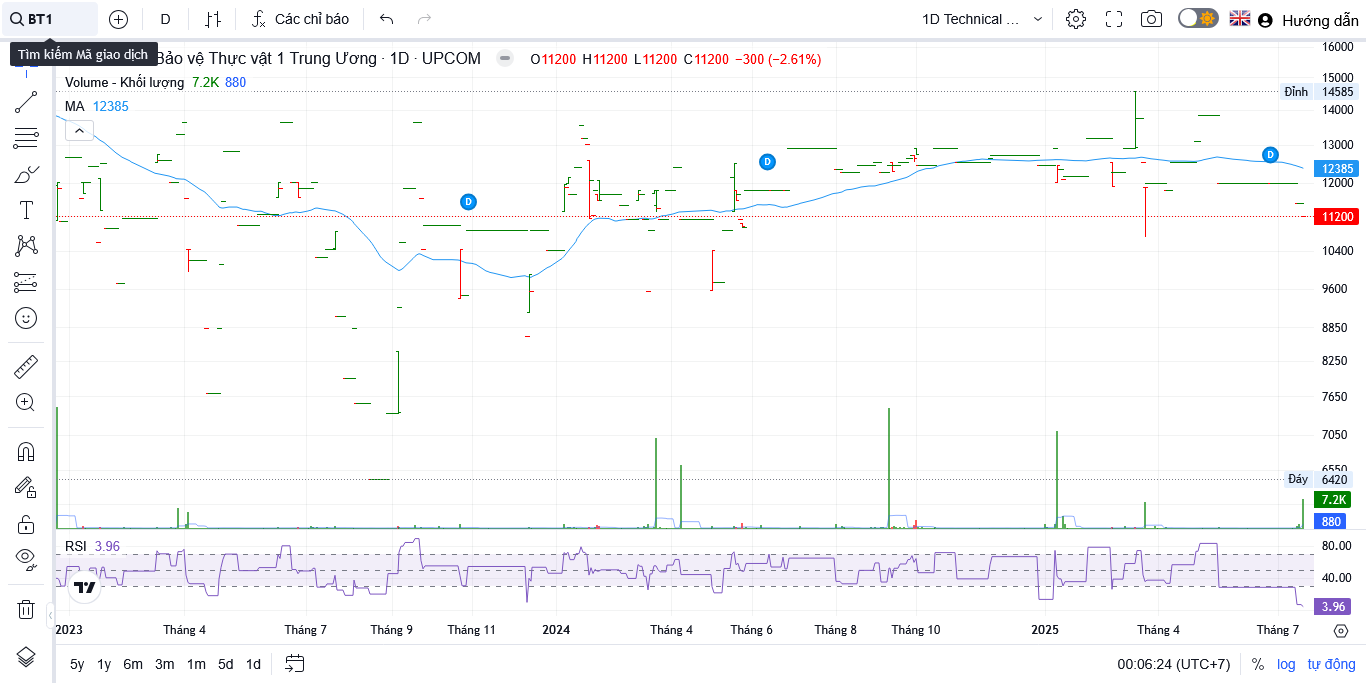 BT1
D
Các chỉ báo
1D Technical ...
Hướng dẫn
Tìm kiếm Mã giao dịch
Bảo vệ Thực vật 1 Trung Ương · 1D · UPCOM
O11200 H11200 L11200 C11200 −300 (−2.61%)
Volume - Khối lượng 7.2K 880
MA 12385
16000
15000
Đỉnh 14585
14000
13000
12385
12000
11200
10400
9600
8850
8250
7650
7050
6550
Đáy 6420
7.2K
880
D
D
D
RSI 3.96
80.00
40.00
3.96
2023
Tháng 4
Tháng 7
Tháng 9
Tháng 11
2024
Tháng 4
Tháng 6
Tháng 8
Tháng 10
2025
Tháng 4
Tháng 7
5y 1y 6m 3m 1m 5d 1d
00:06:24 (UTC+7)
% log tự động